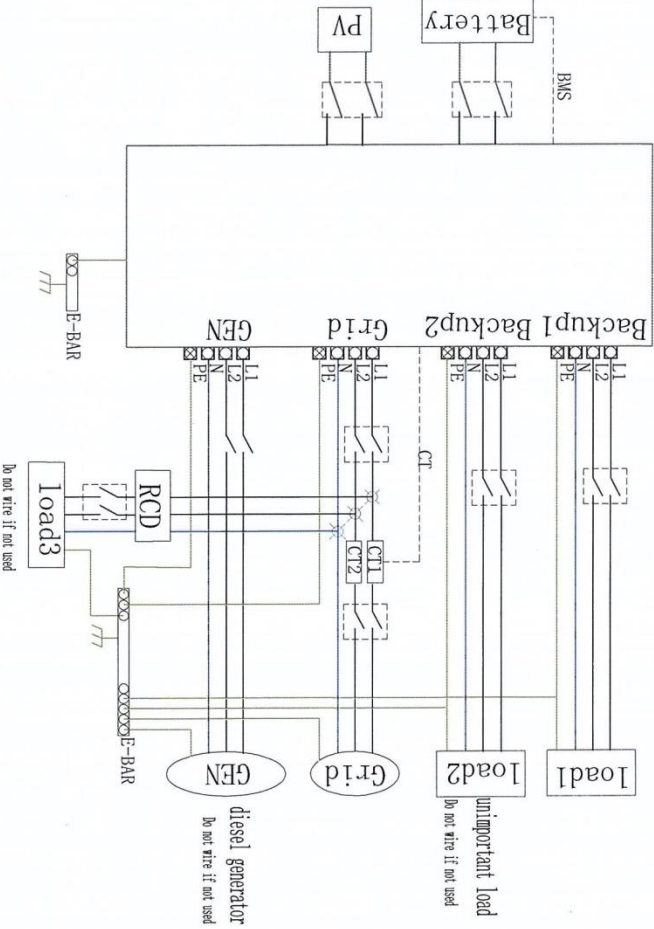 Battery
PV
BMS
E-BAR
GEN
Grid
Backup2
Backup1
PE
N
L2
L1
PE
N
L2
L1
PE
N
L2
L1
PE
N
L2
L1
CT
RCD
load3
Do not wire if not used
CT2
CT1
E-BAR
GEN
Grid
load2
load1
diesel generator
Do not wire if not used
unimportant load
Do not wire if not used